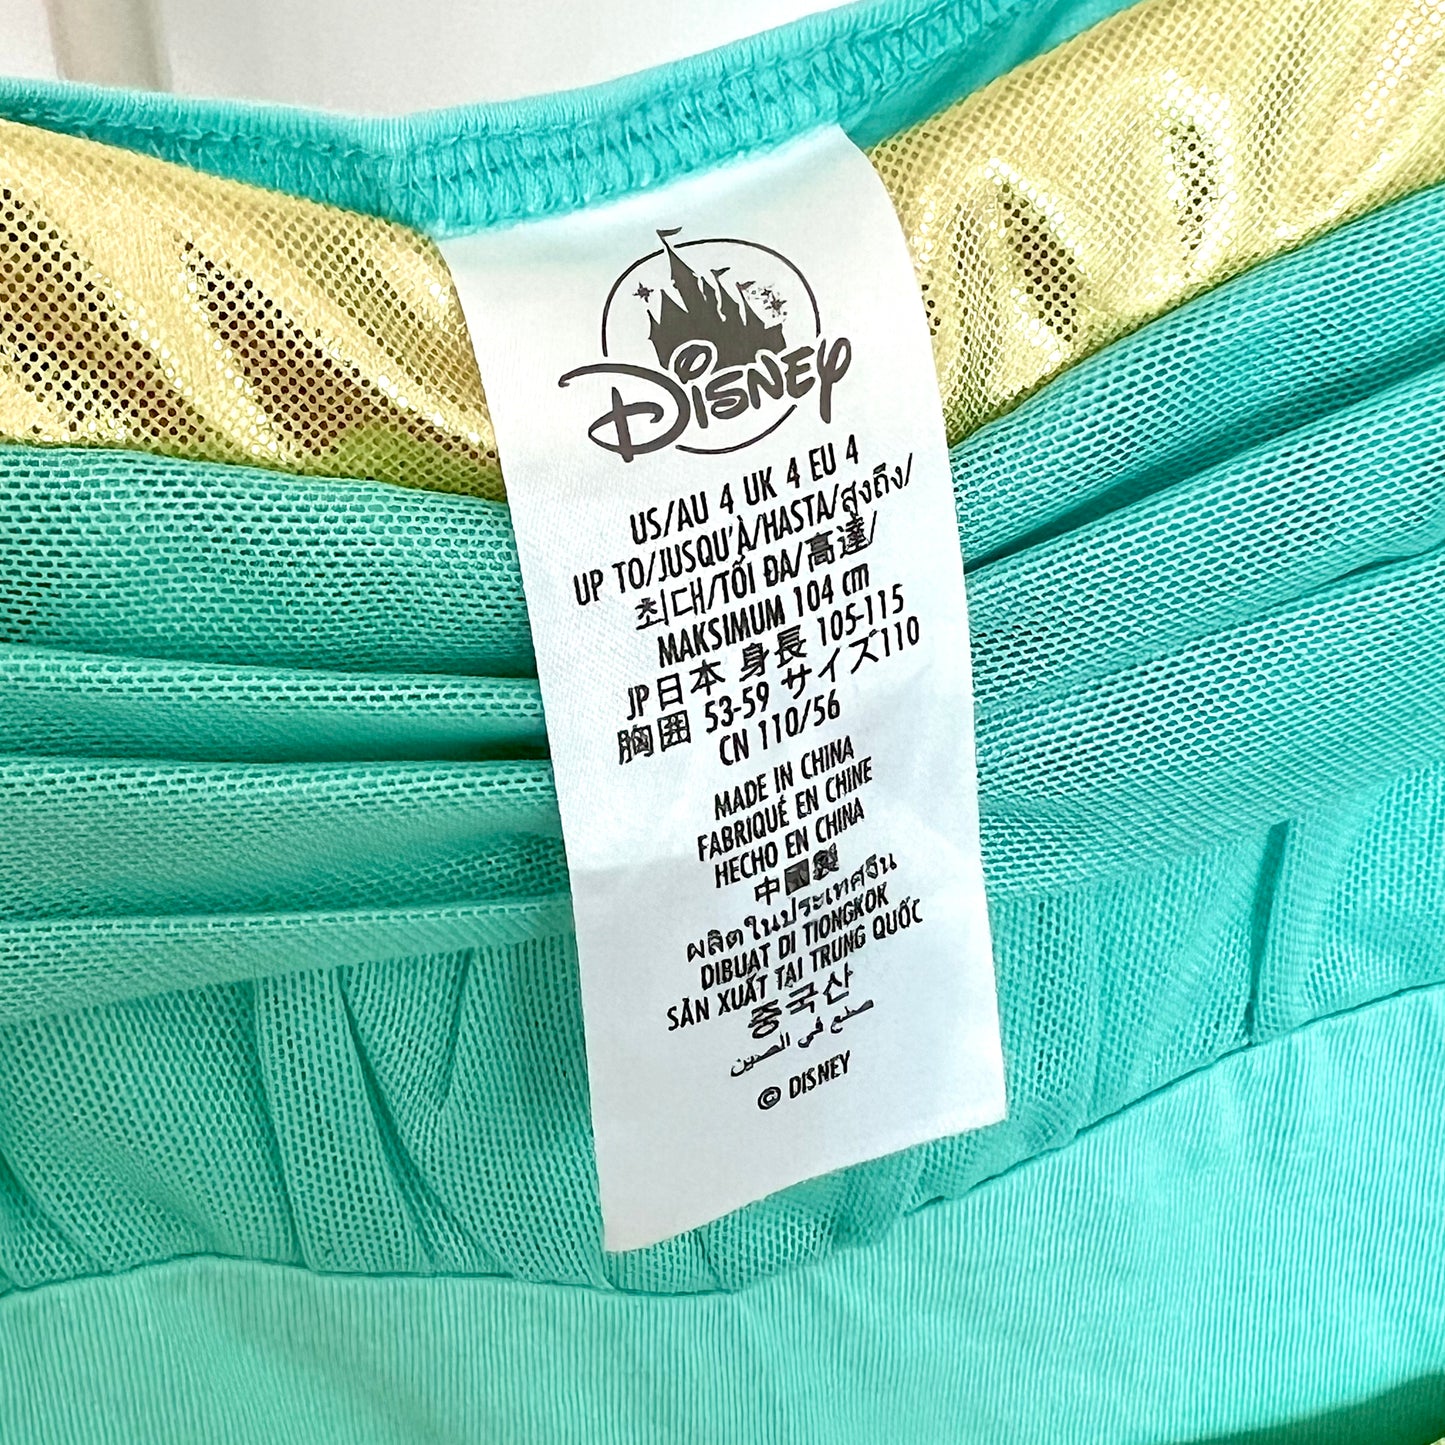 Disney
US/AU 4 UK 4 EU 4
UP TO/JUSQU'À/HASTA/สูงถึง/
최대/TỐI ĐA/高達/
MAKSIMUM 104 cm
JP日本 身長 105-115
胸囲 53-59 サイズ110
CN 110/56
MADE IN CHINA
FABRIQUÉ EN CHINE
HECHO EN CHINA
中國製
ผลิตในประเทศจีน
DIBUAT DI TIONGKOK
SẢN XUẤT TẠI TRUNG QUỐC
중국산
صنع في الصين
© DISNEY